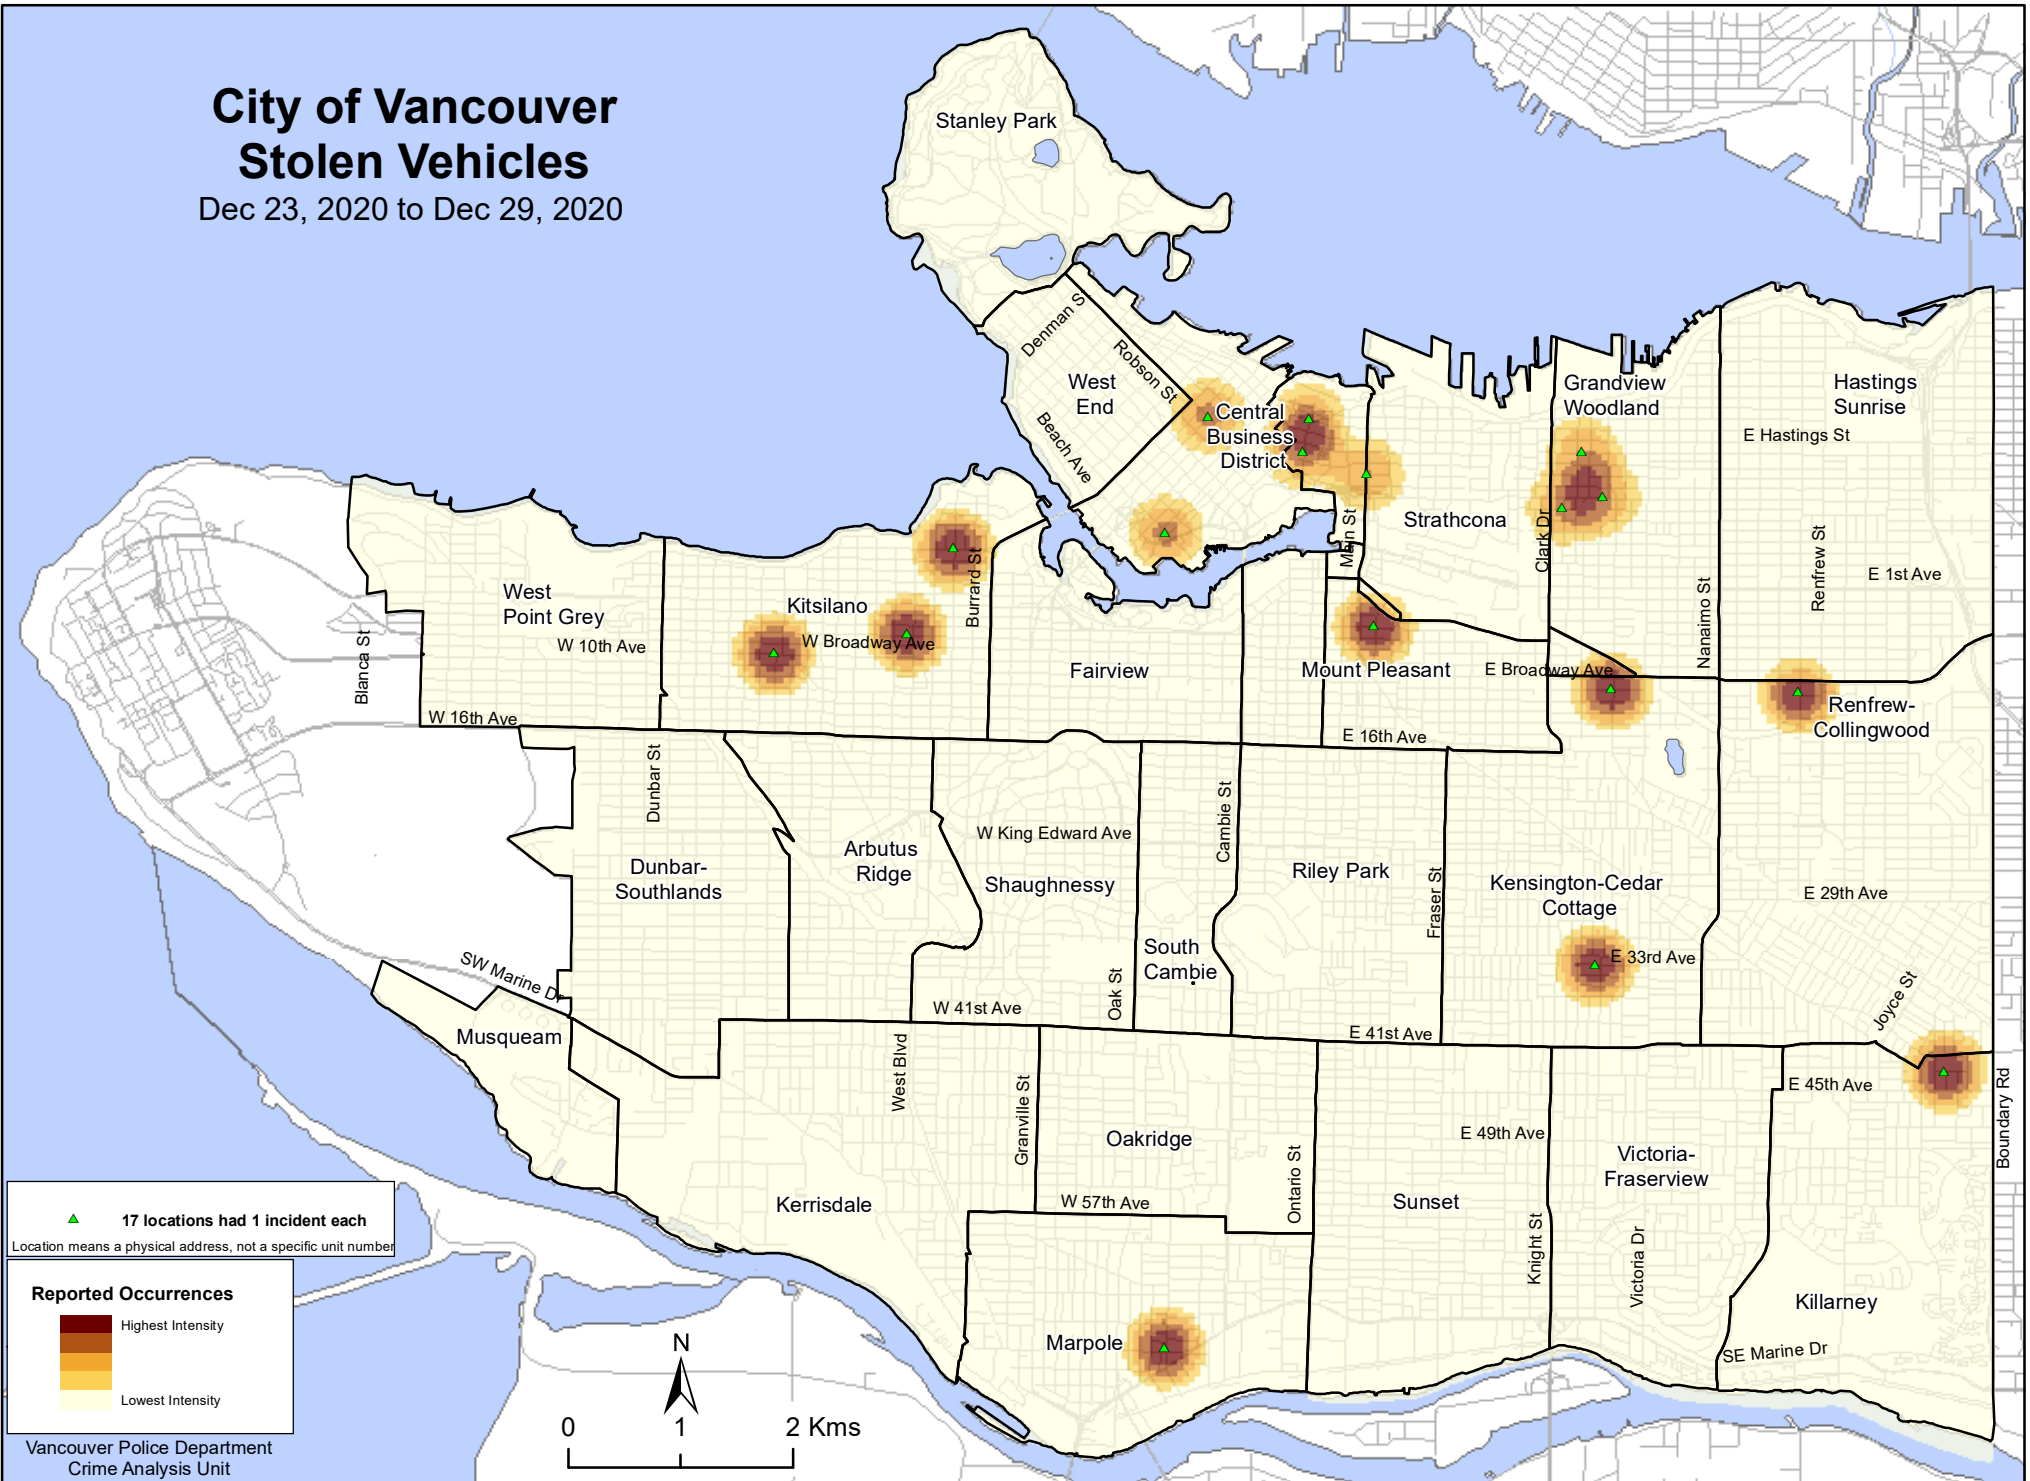 City of Vancouver
Stolen Vehicles
Dec 23, 2020 to Dec 29, 2020
Stanley Park
Denman S
Robson St
West
End
Beach Ave
Central
Business
District
Grandview
Woodland
Hastings
Sunrise
E Hastings St
Strathcona
Main St
Clark Dr
Nanaimo St
Renfrew St
E 1st Ave
West
Point Grey
W 10th Ave
Blanca St
W 16th Ave
Kitsilano
W Broadway Ave
Burrard St
Fairview
Mount Pleasant
E Broadway Ave
E 16th Ave
Renfrew-
Collingwood
Dunbar St
Dunbar-
Southlands
Arbutus
Ridge
W King Edward Ave
Shaughnessy
Cambie St
South
Cambie
Oak St
Riley Park
Fraser St
Kensington-Cedar
Cottage
E 33rd Ave
E 29th Ave
Joyce St
SW Marine Dr
Musqueam
W 41st Ave
E 41st Ave
West Blvd
Granville St
Oakridge
Ontario St
W 57th Ave
Kerrisdale
Sunset
E 49th Ave
Knight St
Victoria-
Fraserview
Victoria Dr
E 45th Ave
Boundary Rd
Killarney
SE Marine Dr
Marpole
17 locations had 1 incident each
Location means a physical address, not a specific unit number
Reported Occurrences
Highest Intensity
Lowest Intensity
Vancouver Police Department
Crime Analysis Unit
N
0 1 2 Kms